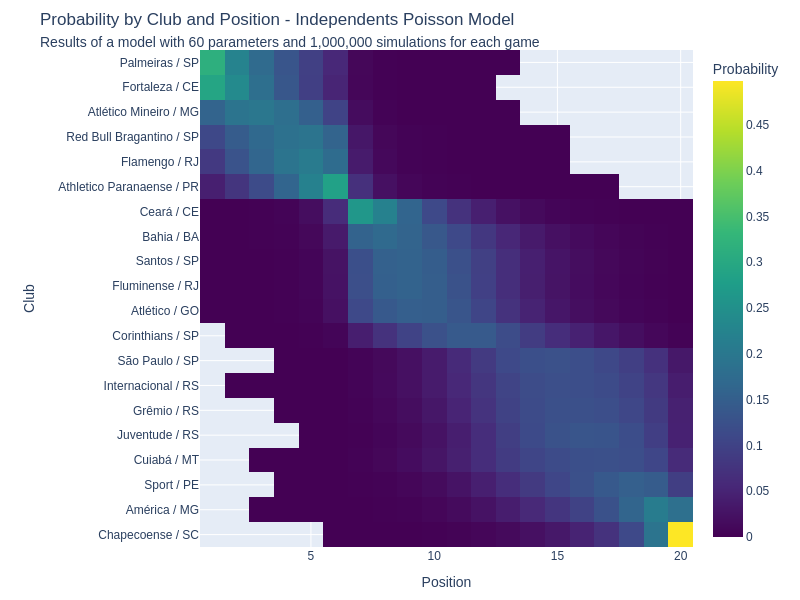 Probability by Club and Position - Independents Poisson Model
Results of a model with 60 parameters and 1,000,000 simulations for each game
Probability
Club
Palmeiras / SP
Fortaleza / CE
Atlético Mineiro / MG
Red Bull Bragantino / SP
Flamengo / RJ
Athletico Paranaense / PR
Ceará / CE
Bahia / BA
Santos / SP
Fluminense / RJ
Atlético / GO
Corinthians / SP
São Paulo / SP
Internacional / RS
Grêmio / RS
Juventude / RS
Cuiabá / MT
Sport / PE
América / MG
Chapecoense / SC
0.45
0.4
0.35
0.3
0.25
0.2
0.15
0.1
0.05
0
5 10 15 20
Position